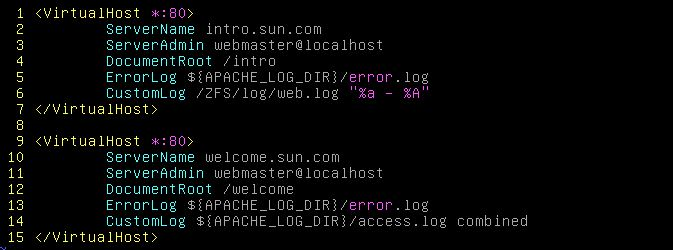 1 <VirtualHost *:80>
2 ServerName intro.sun.com
3 ServerAdmin webmaster@localhost
4 DocumentRoot /intro
5 ErrorLog ${APACHE_LOG_DIR}/error.log
6 CustomLog /ZFS/log/web.log "%a - %A"
7 </VirtualHost>
8
9 <VirtualHost *:80>
10 ServerName welcome.sun.com
11 ServerAdmin webmaster@localhost
12 DocumentRoot /welcome
13 ErrorLog ${APACHE_LOG_DIR}/error.log
14 CustomLog ${APACHE_LOG_DIR}/access.log combined
15 </VirtualHost>
~